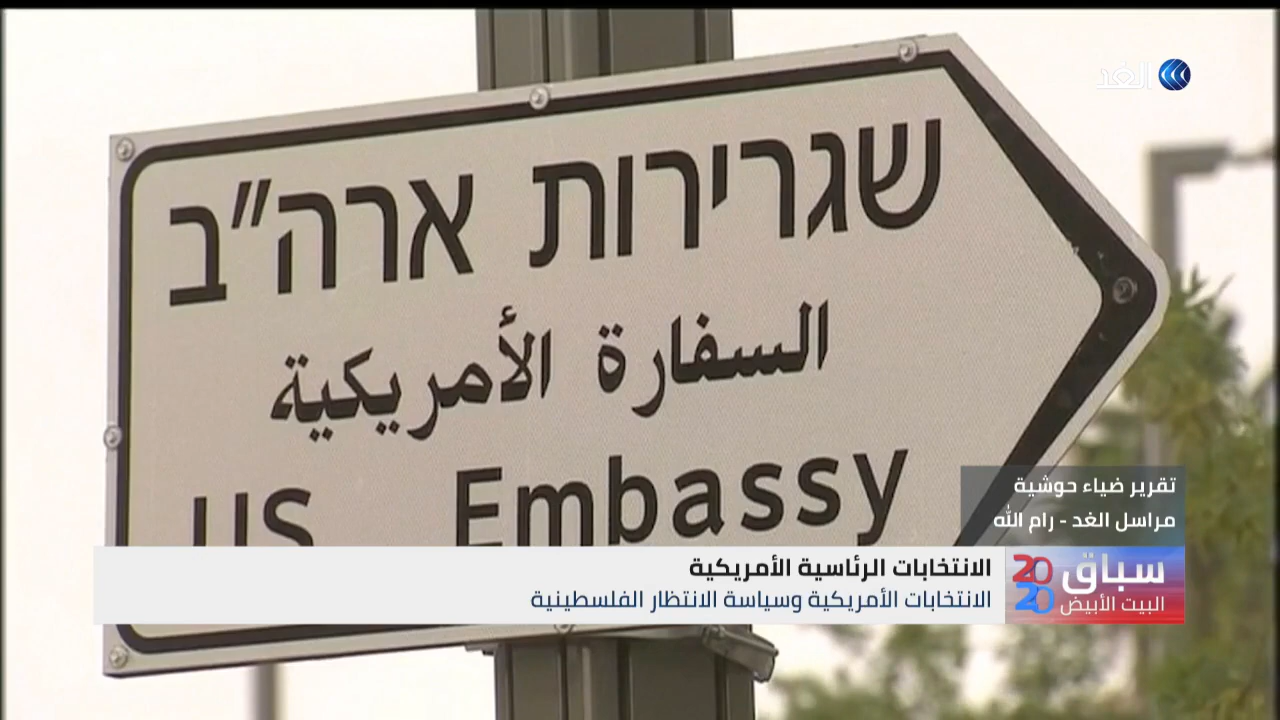 الغد
שגרירות ארה״ב
السفارة الأمريكية
US Embassy
تقرير ضياء حوشية
مراسل الغد - رام الله
سباق 2020
البيت الأبيض
الانتخابات الرئاسية الأمريكية
الانتخابات الأمريكية وسياسة الانتظار الفلسطينية